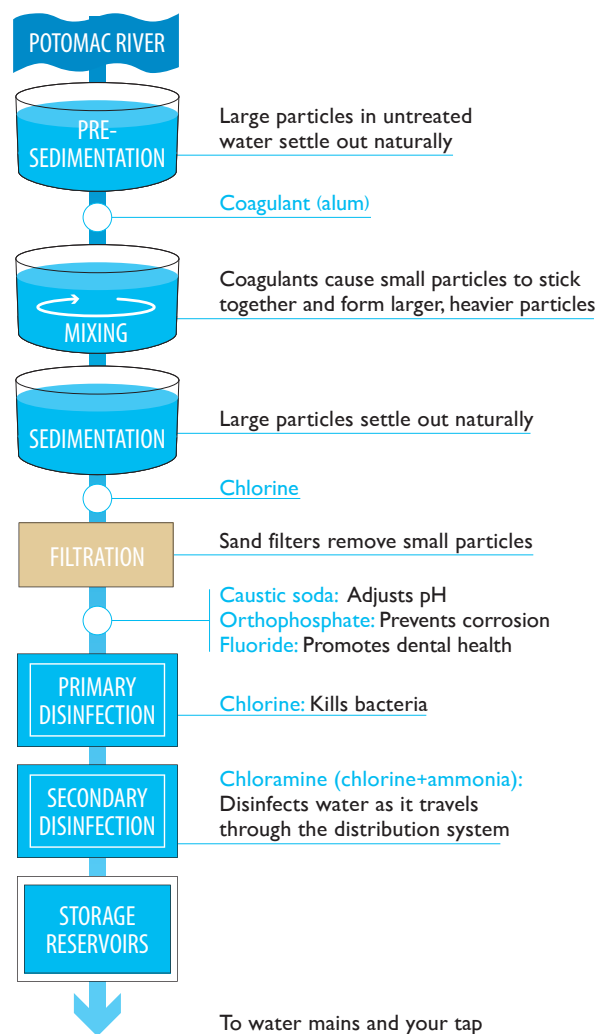 POTOMAC RIVER
PRE-
SEDIMENTATION
Large particles in untreated
water settle out naturally
Coagulant (alum)
MIXING
Coagulants cause small particles to stick
together and form larger, heavier particles
SEDIMENTATION
Large particles settle out naturally
Chlorine
FILTRATION
Sand filters remove small particles
Caustic soda: Adjusts pH
Orthophosphate: Prevents corrosion
Fluoride: Promotes dental health
PRIMARY
DISINFECTION
Chlorine: Kills bacteria
SECONDARY
DISINFECTION
Chloramine (chlorine+ammonia):
Disinfects water as it travels
through the distribution system
STORAGE
RESERVOIRS
To water mains and your tap